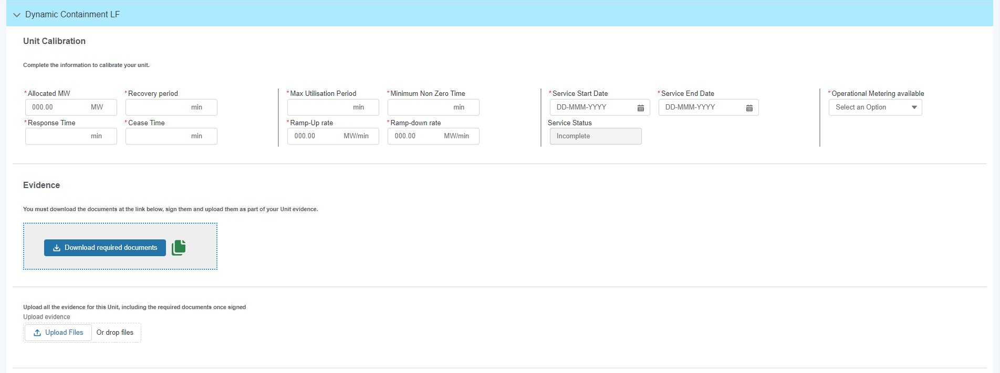 Dynamic Containment LF
Unit Calibration
Complete the information to calibrate your unit.
*Allocated MW
000.00 MW
*Recovery period
min
*Response Time
min
*Cease Time
min
*Max Utilisation Period
min
*Minimum Non Zero Time
min
*Ramp-Up rate
000.00 MW/min
*Ramp-down rate
000.00 MW/min
*Service Start Date
DD-MMM-YYYY
*Service End Date
DD-MMM-YYYY
Service Status
Incomplete
*Operational Metering available
Select an Option
Evidence
You must download the documents at the link below, sign them and upload them as part of your Unit evidence.
Download required documents
Upload all the evidence for this Unit, including the required documents once signed
Upload evidence
Upload Files Or drop files